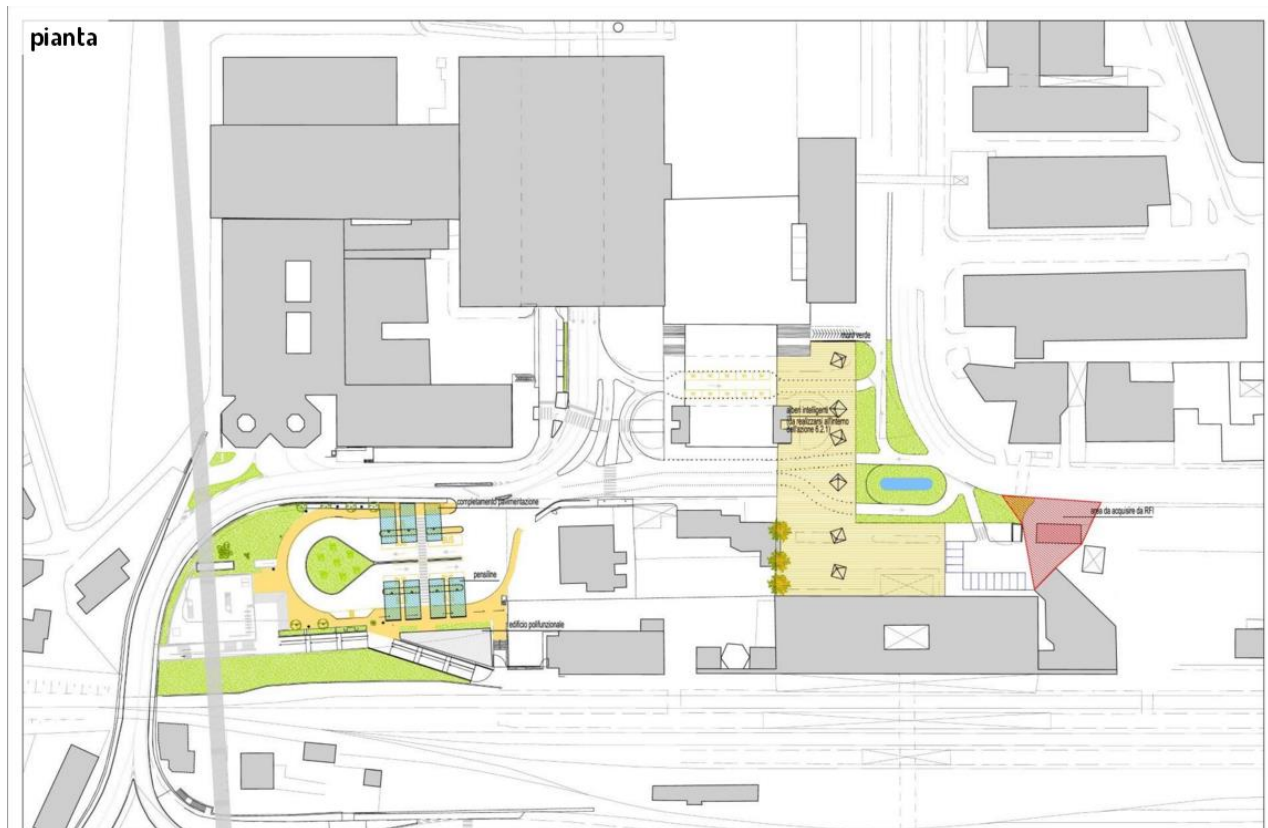 pianta
muro verde
alberi intelligenti
(da realizzarsi all'interno
dell'azione 6.2.1)
completamento pavimentazione
area da acquisire da RFI
pensiline
edificio polifunzionale